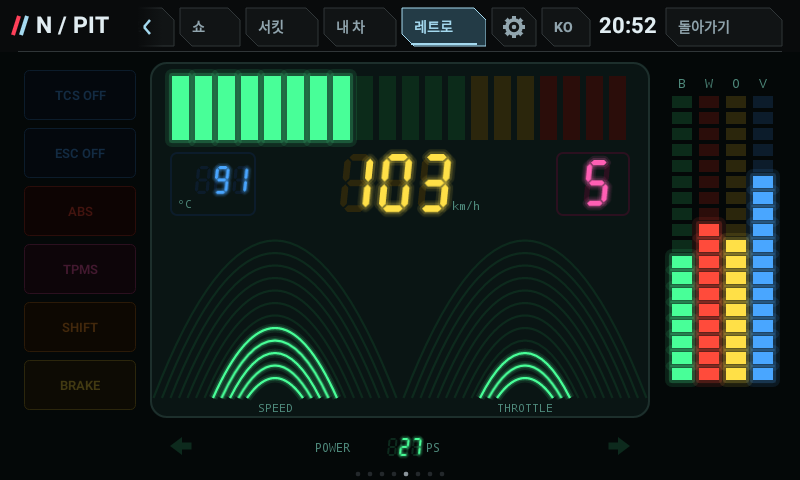 N / PIT 쇼 서킷 내 차 레트로 KO 20:52 돌아가기
TCS OFF
ESC OFF
ABS
TPMS
SHIFT
BRAKE
91 °C
103 km/h
5
SPEED
THROTTLE
POWER 27 PS
B W O V